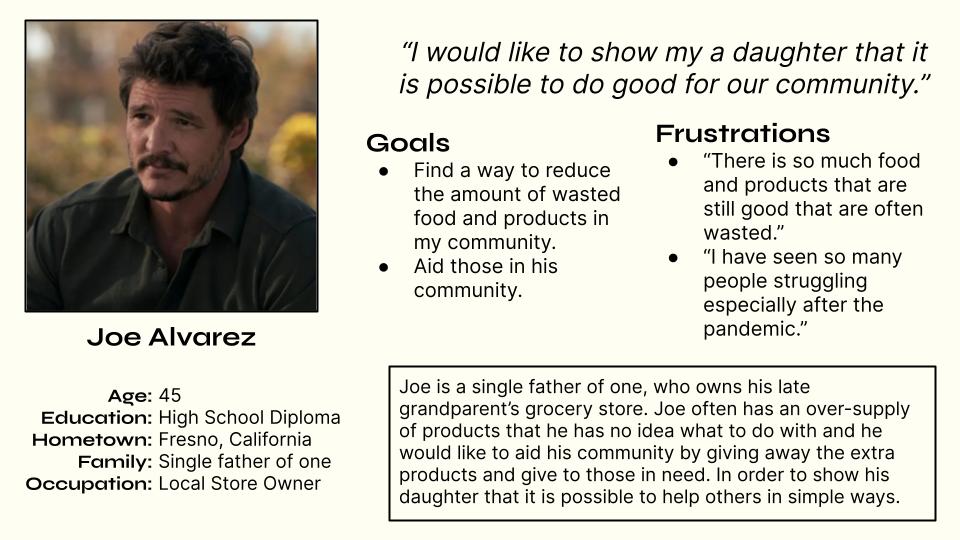 “I would like to show my a daughter that it
is possible to do good for our community.”
Goals
● Find a way to reduce
the amount of wasted
food and products in
my community.
● Aid those in his
community.
Frustrations
● “There is so much food
and products that are
still good that are often
wasted.”
● “I have seen so many
people struggling
especially after the
pandemic.”
Joe Alvarez
Age: 45
Education: High School Diploma
Hometown: Fresno, California
Family: Single father of one
Occupation: Local Store Owner
Joe is a single father of one, who owns his late
grandparent’s grocery store. Joe often has an over-supply
of products that he has no idea what to do with and he
would like to aid his community by giving away the extra
products and give to those in need. In order to show his
daughter that it is possible to help others in simple ways.